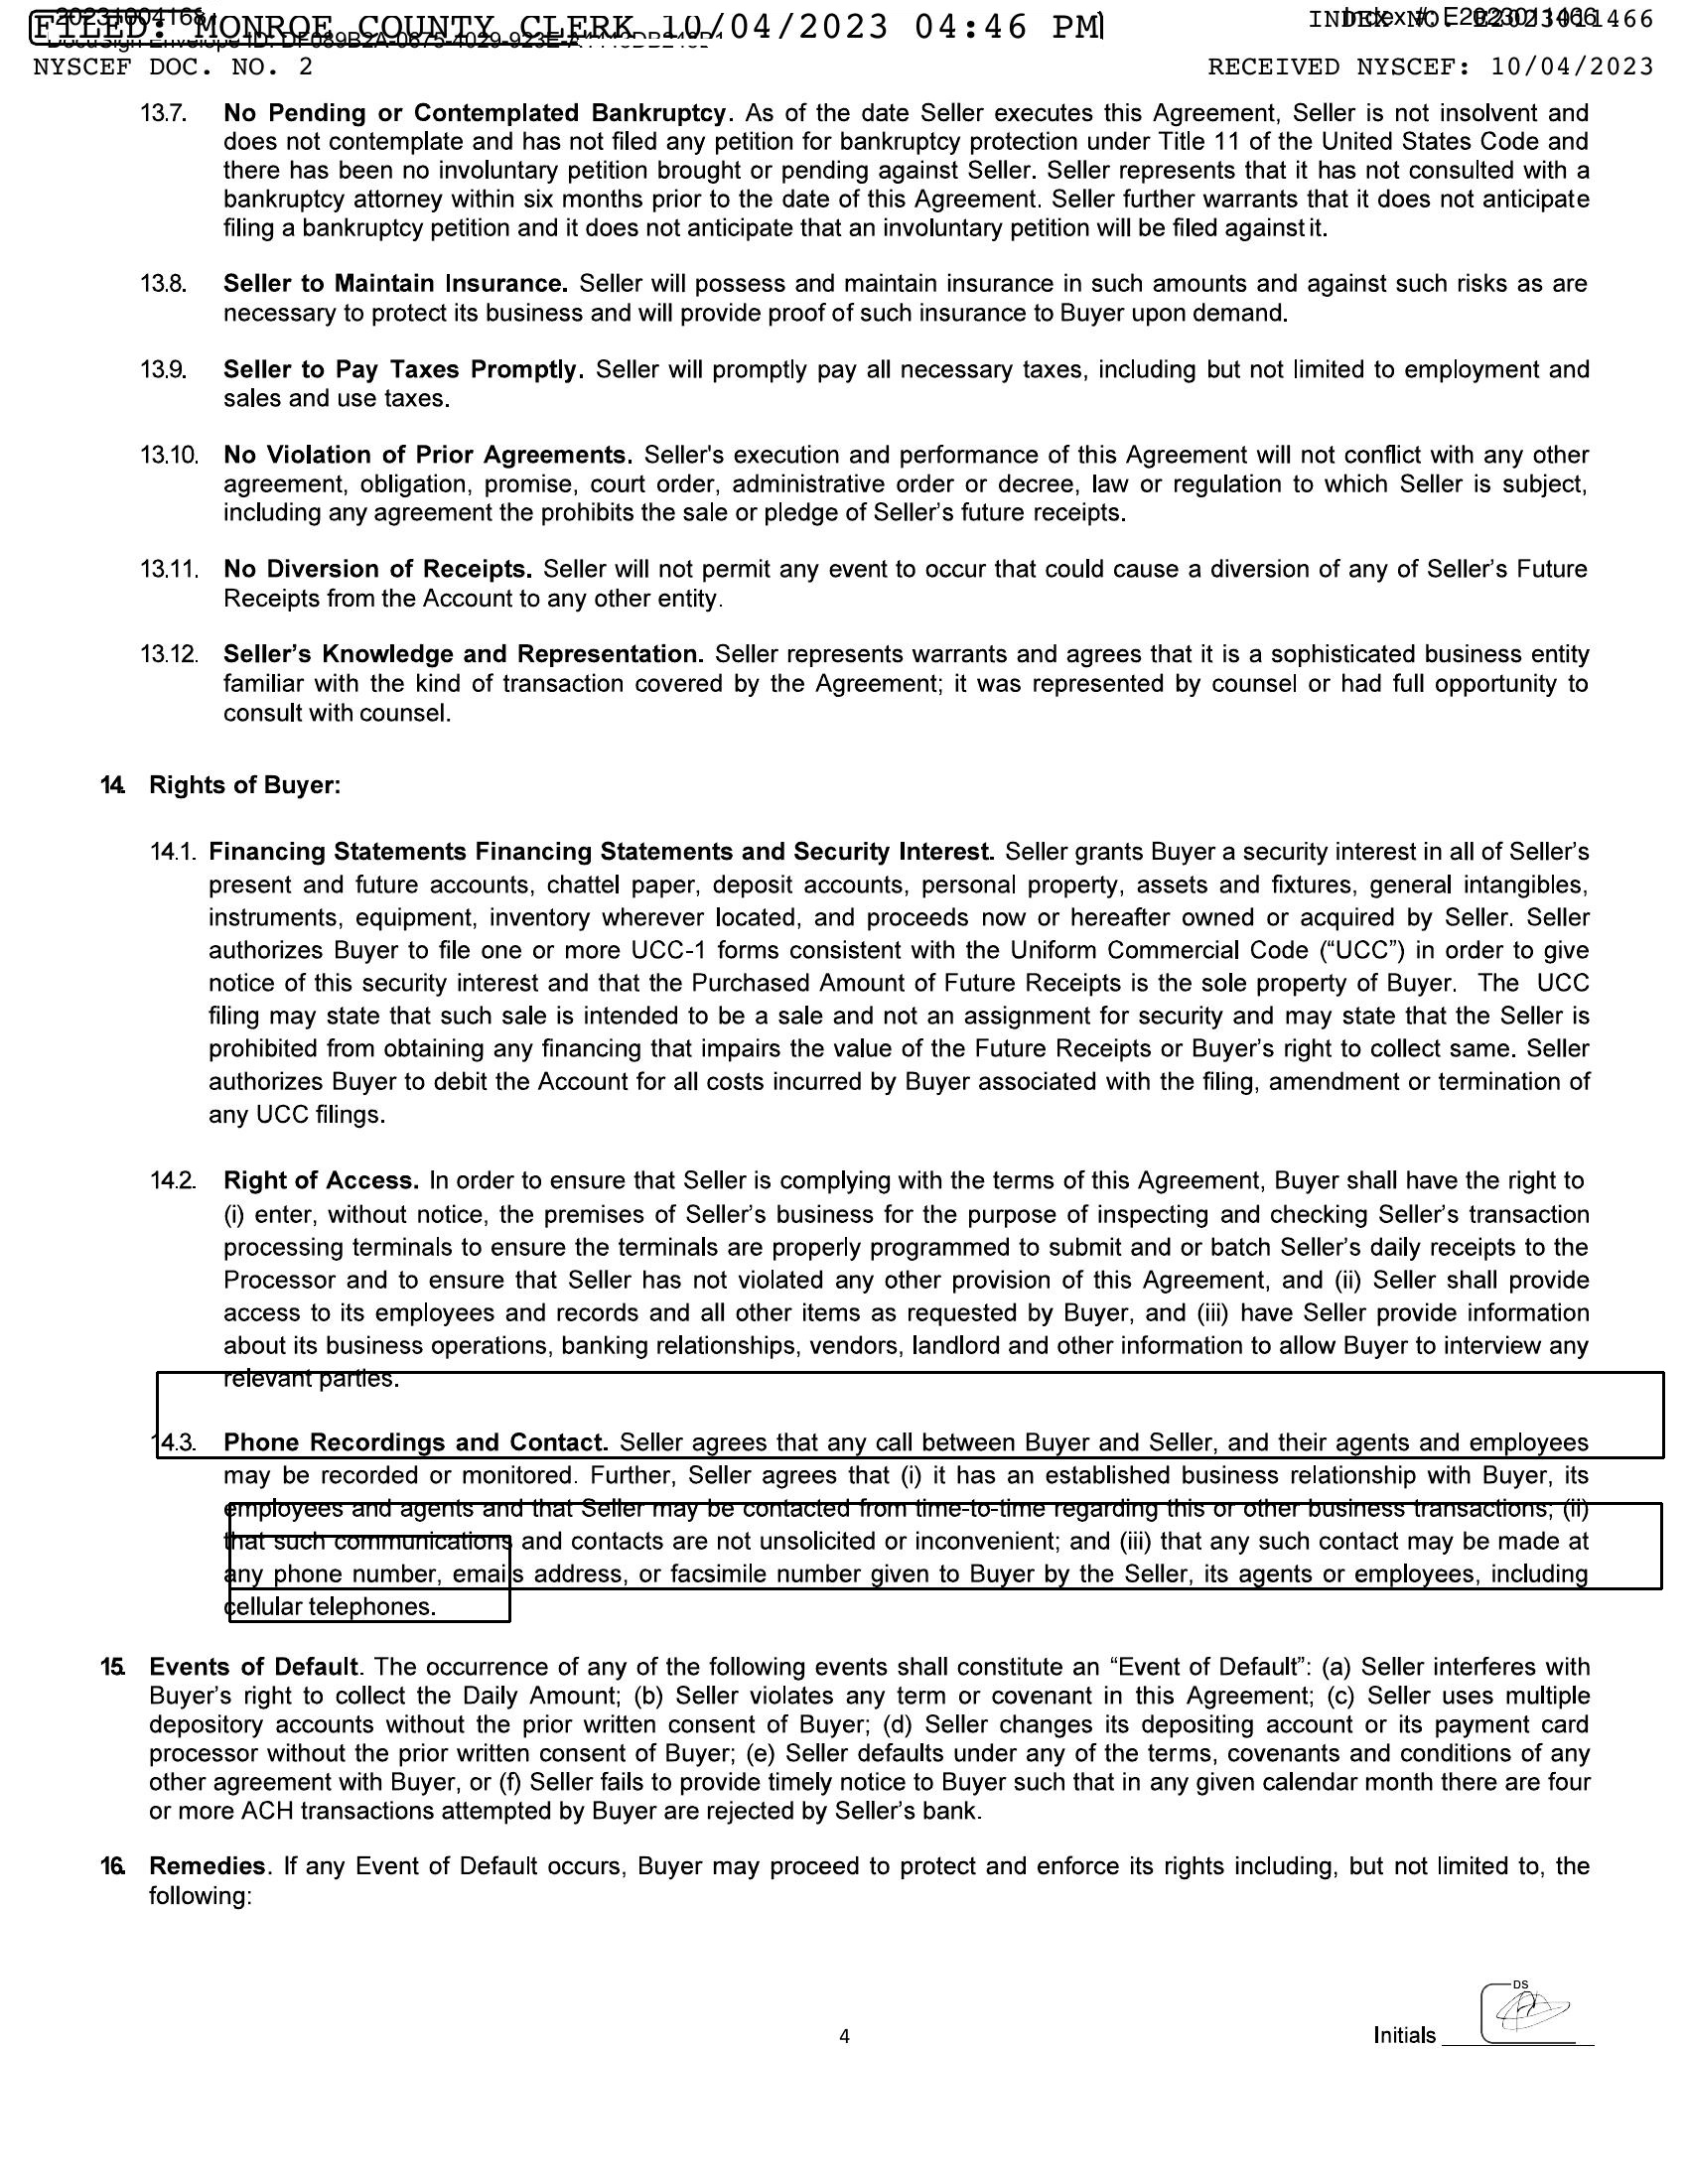 202310041684
Index #: E2023011466
FILED: MONROE COUNTY CLERK 10/04/2023 04:46 PM
INDEX NO. E2023011466
NYSCEF DOC. NO. 2
RECEIVED NYSCEF: 10/04/2023
13.7. No Pending or Contemplated Bankruptcy. As of the date Seller executes this Agreement, Seller is not insolvent and
does not contemplate and has not filed any petition for bankruptcy protection under Title 11 of the United States Code and
there has been no involuntary petition brought or pending against Seller. Seller represents that it has not consulted with a
bankruptcy attorney within six months prior to the date of this Agreement. Seller further warrants that it does not anticipate
filing a bankruptcy petition and it does not anticipate that an involuntary petition will be filed against it.
13.8. Seller to Maintain Insurance. Seller will possess and maintain insurance in such amounts and against such risks as are
necessary to protect its business and will provide proof of such insurance to Buyer upon demand.
13.9. Seller to Pay Taxes Promptly. Seller will promptly pay all necessary taxes, including but not limited to employment and
sales and use taxes.
13.10. No Violation of Prior Agreements. Seller's execution and performance of this Agreement will not conflict with any other
agreement, obligation, promise, court order, administrative order or decree, law or regulation to which Seller is subject,
including any agreement the prohibits the sale or pledge of Seller's future receipts.
13.11. No Diversion of Receipts. Seller will not permit any event to occur that could cause a diversion of any of Seller's Future
Receipts from the Account to any other entity.
13.12. Seller's Knowledge and Representation. Seller represents warrants and agrees that it is a sophisticated business entity
familiar with the kind of transaction covered by the Agreement; it was represented by counsel or had full opportunity to
consult with counsel.
14. Rights of Buyer:
14.1. Financing Statements Financing Statements and Security Interest. Seller grants Buyer a security interest in all of Seller's
present and future accounts, chattel paper, deposit accounts, personal property, assets and fixtures, general intangibles,
instruments, equipment, inventory wherever located, and proceeds now or hereafter owned or acquired by Seller. Seller
authorizes Buyer to file one or more UCC-1 forms consistent with the Uniform Commercial Code ("UCC") in order to give
notice of this security interest and that the Purchased Amount of Future Receipts is the sole property of Buyer. The UCC
filing may state that such sale is intended to be a sale and not an assignment for security and may state that the Seller is
prohibited from obtaining any financing that impairs the value of the Future Receipts or Buyer's right to collect same. Seller
authorizes Buyer to debit the Account for all costs incurred by Buyer associated with the filing, amendment or termination of
any UCC filings.
14.2. Right of Access. In order to ensure that Seller is complying with the terms of this Agreement, Buyer shall have the right to
(i) enter, without notice, the premises of Seller's business for the purpose of inspecting and checking Seller's transaction
processing terminals to ensure the terminals are properly programmed to submit and or batch Seller's daily receipts to the
Processor and to ensure that Seller has not violated any other provision of this Agreement, and (ii) Seller shall provide
access to its employees and records and all other items as requested by Buyer, and (iii) have Seller provide information
about its business operations, banking relationships, vendors, landlord and other information to allow Buyer to interview any
relevant parties.
14.3. Phone Recordings and Contact. Seller agrees that any call between Buyer and Seller, and their agents and employees
may be recorded or monitored. Further, Seller agrees that (i) it has an established business relationship with Buyer, its
employees and agents and that Seller may be contacted from time-to-time regarding this or other business transactions; (ii)
that such communications and contacts are not unsolicited or inconvenient; and (iii) that any such contact may be made at
any phone number, emails address, or facsimile number given to Buyer by the Seller, its agents or employees, including
cellular telephones.
15. Events of Default. The occurrence of any of the following events shall constitute an "Event of Default": (a) Seller interferes with
Buyer's right to collect the Daily Amount; (b) Seller violates any term or covenant in this Agreement; (c) Seller uses multiple
depository accounts without the prior written consent of Buyer; (d) Seller changes its depositing account or its payment card
processor without the prior written consent of Buyer; (e) Seller defaults under any of the terms, covenants and conditions of any
other agreement with Buyer, or (f) Seller fails to provide timely notice to Buyer such that in any given calendar month there are four
or more ACH transactions attempted by Buyer are rejected by Seller's bank.
16. Remedies. If any Event of Default occurs, Buyer may proceed to protect and enforce its rights including, but not limited to, the
following:
DS
4
Initials